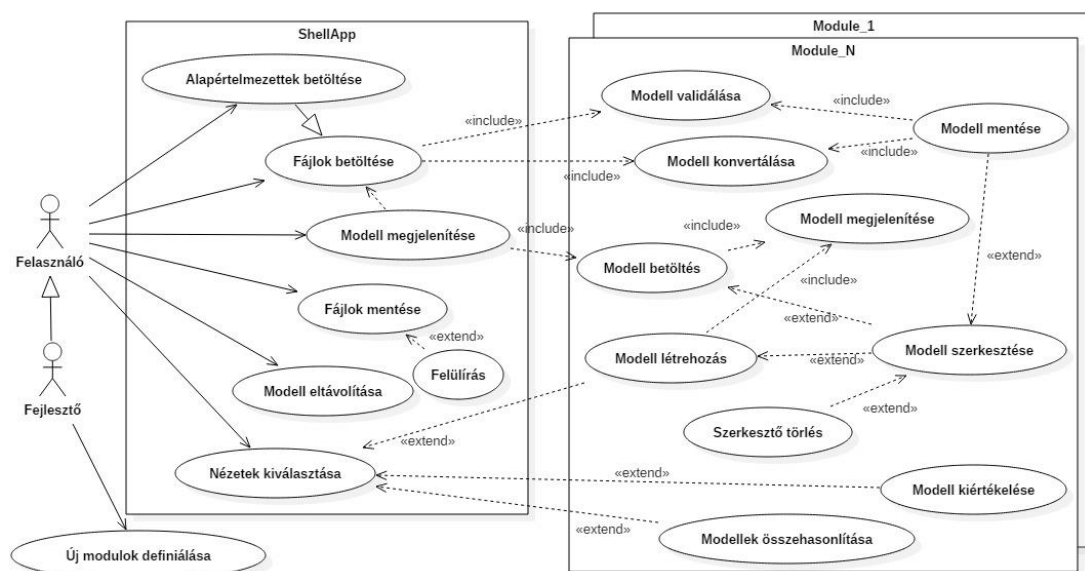 Module_1
ShellApp
Module_N
Alapértelmezettek betöltése
Modell validálása
«include»
«include»
Modell mentése
Fájlok betöltése
Modell konvertálása
«include»
«include»
Modell megjelenítése
«include»
«include»
Modell megjelenítése
Felasználó
Modell betöltés
«extend»
«include»
Fájlok mentése
«extend»
«extend»
Modell létrehozás
«extend»
Modell szerkesztése
Felülírás
Modell eltávolítása
Fejlesztő
«extend»
«extend»
Szerkesztő törlés
Nézetek kiválasztása
«extend»
Modell kiértékelése
«extend»
Modellek összehasonlítása
Új modulok definiálása